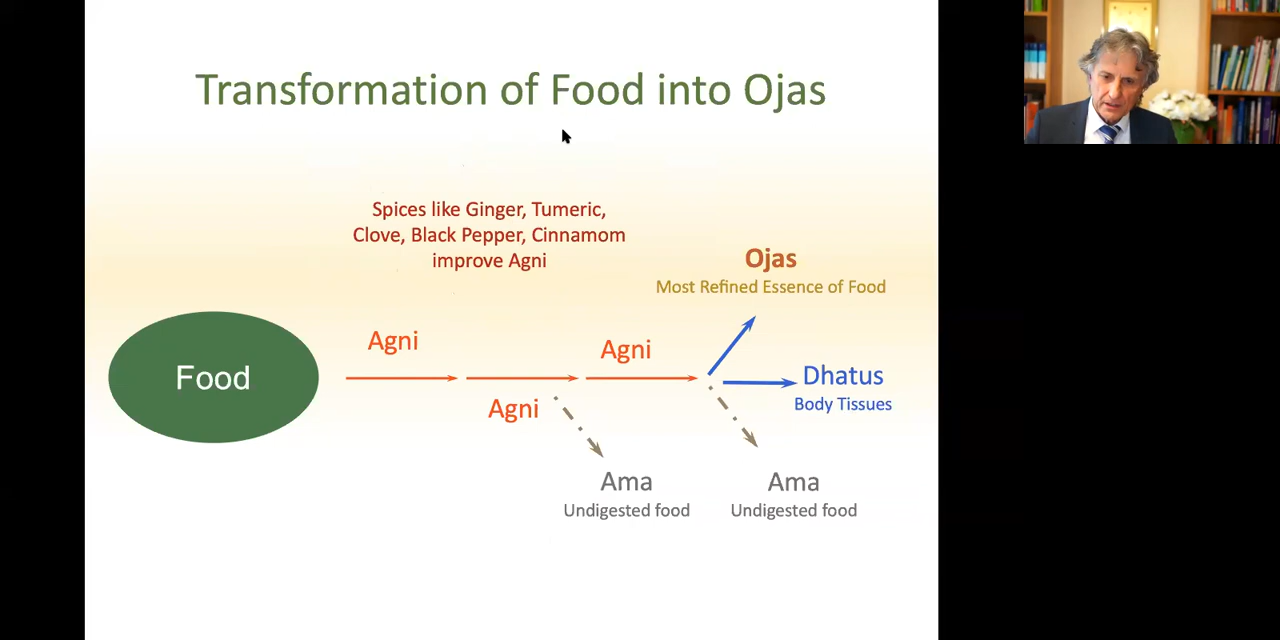 Transformation of Food into Ojas
Spices like Ginger, Tumeric,
Clove, Black Pepper, Cinnamom
improve Agni
Ojas
Most Refined Essence of Food
Food
Agni
Agni
Agni
Dhatus
Body Tissues
Ama
Undigested food
Ama
Undigested food